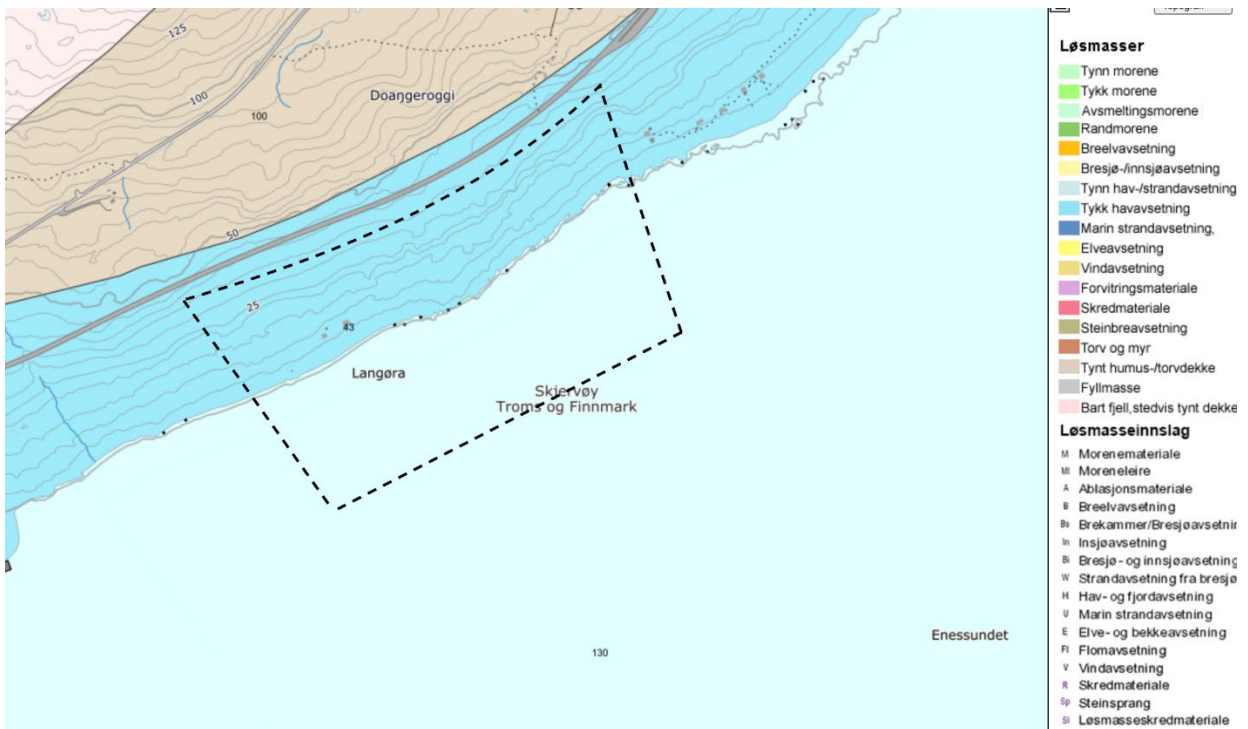 125
100
50
25
Doaŋgeroggi
100
43
Langøra
Skjervøy
Troms og Finnmark
Enessundet
130
Løsmasser
Tynn morene
Tykk morene
Avsmeltingsmorene
Randmorene
Breelvavsetning
Bresjø-/innsjøavsetning
Tynn hav-/strandavsetning
Tykk havavsetning
Marin strandavsetning,
Elveavsetning
Vindavsetning
Forvitringsmateriale
Skredmateriale
Steinbreavsetning
Torv og myr
Tynt humus-/torvdekke
Fyllmasse
Bart fjell,stedvis tynt dekke
Løsmasseinnslag
M Morenemateriale
Ml Moreneleire
A Ablasjonsmateriale
B Breelvavsetning
Bs Brekammer/Bresjøavsetnin
In Insjøavsetning
Bi Bresjø- og innsjøavsetning
W Strandavsetning fra bresjø
H Hav- og fjordavsetning
U Marin strandavsetning
E Elve- og bekkeavsetning
Fl Flomavsetning
V Vindavsetning
R Skredmateriale
Sp Steinsprang
Sl Løsmasseskredmateriale